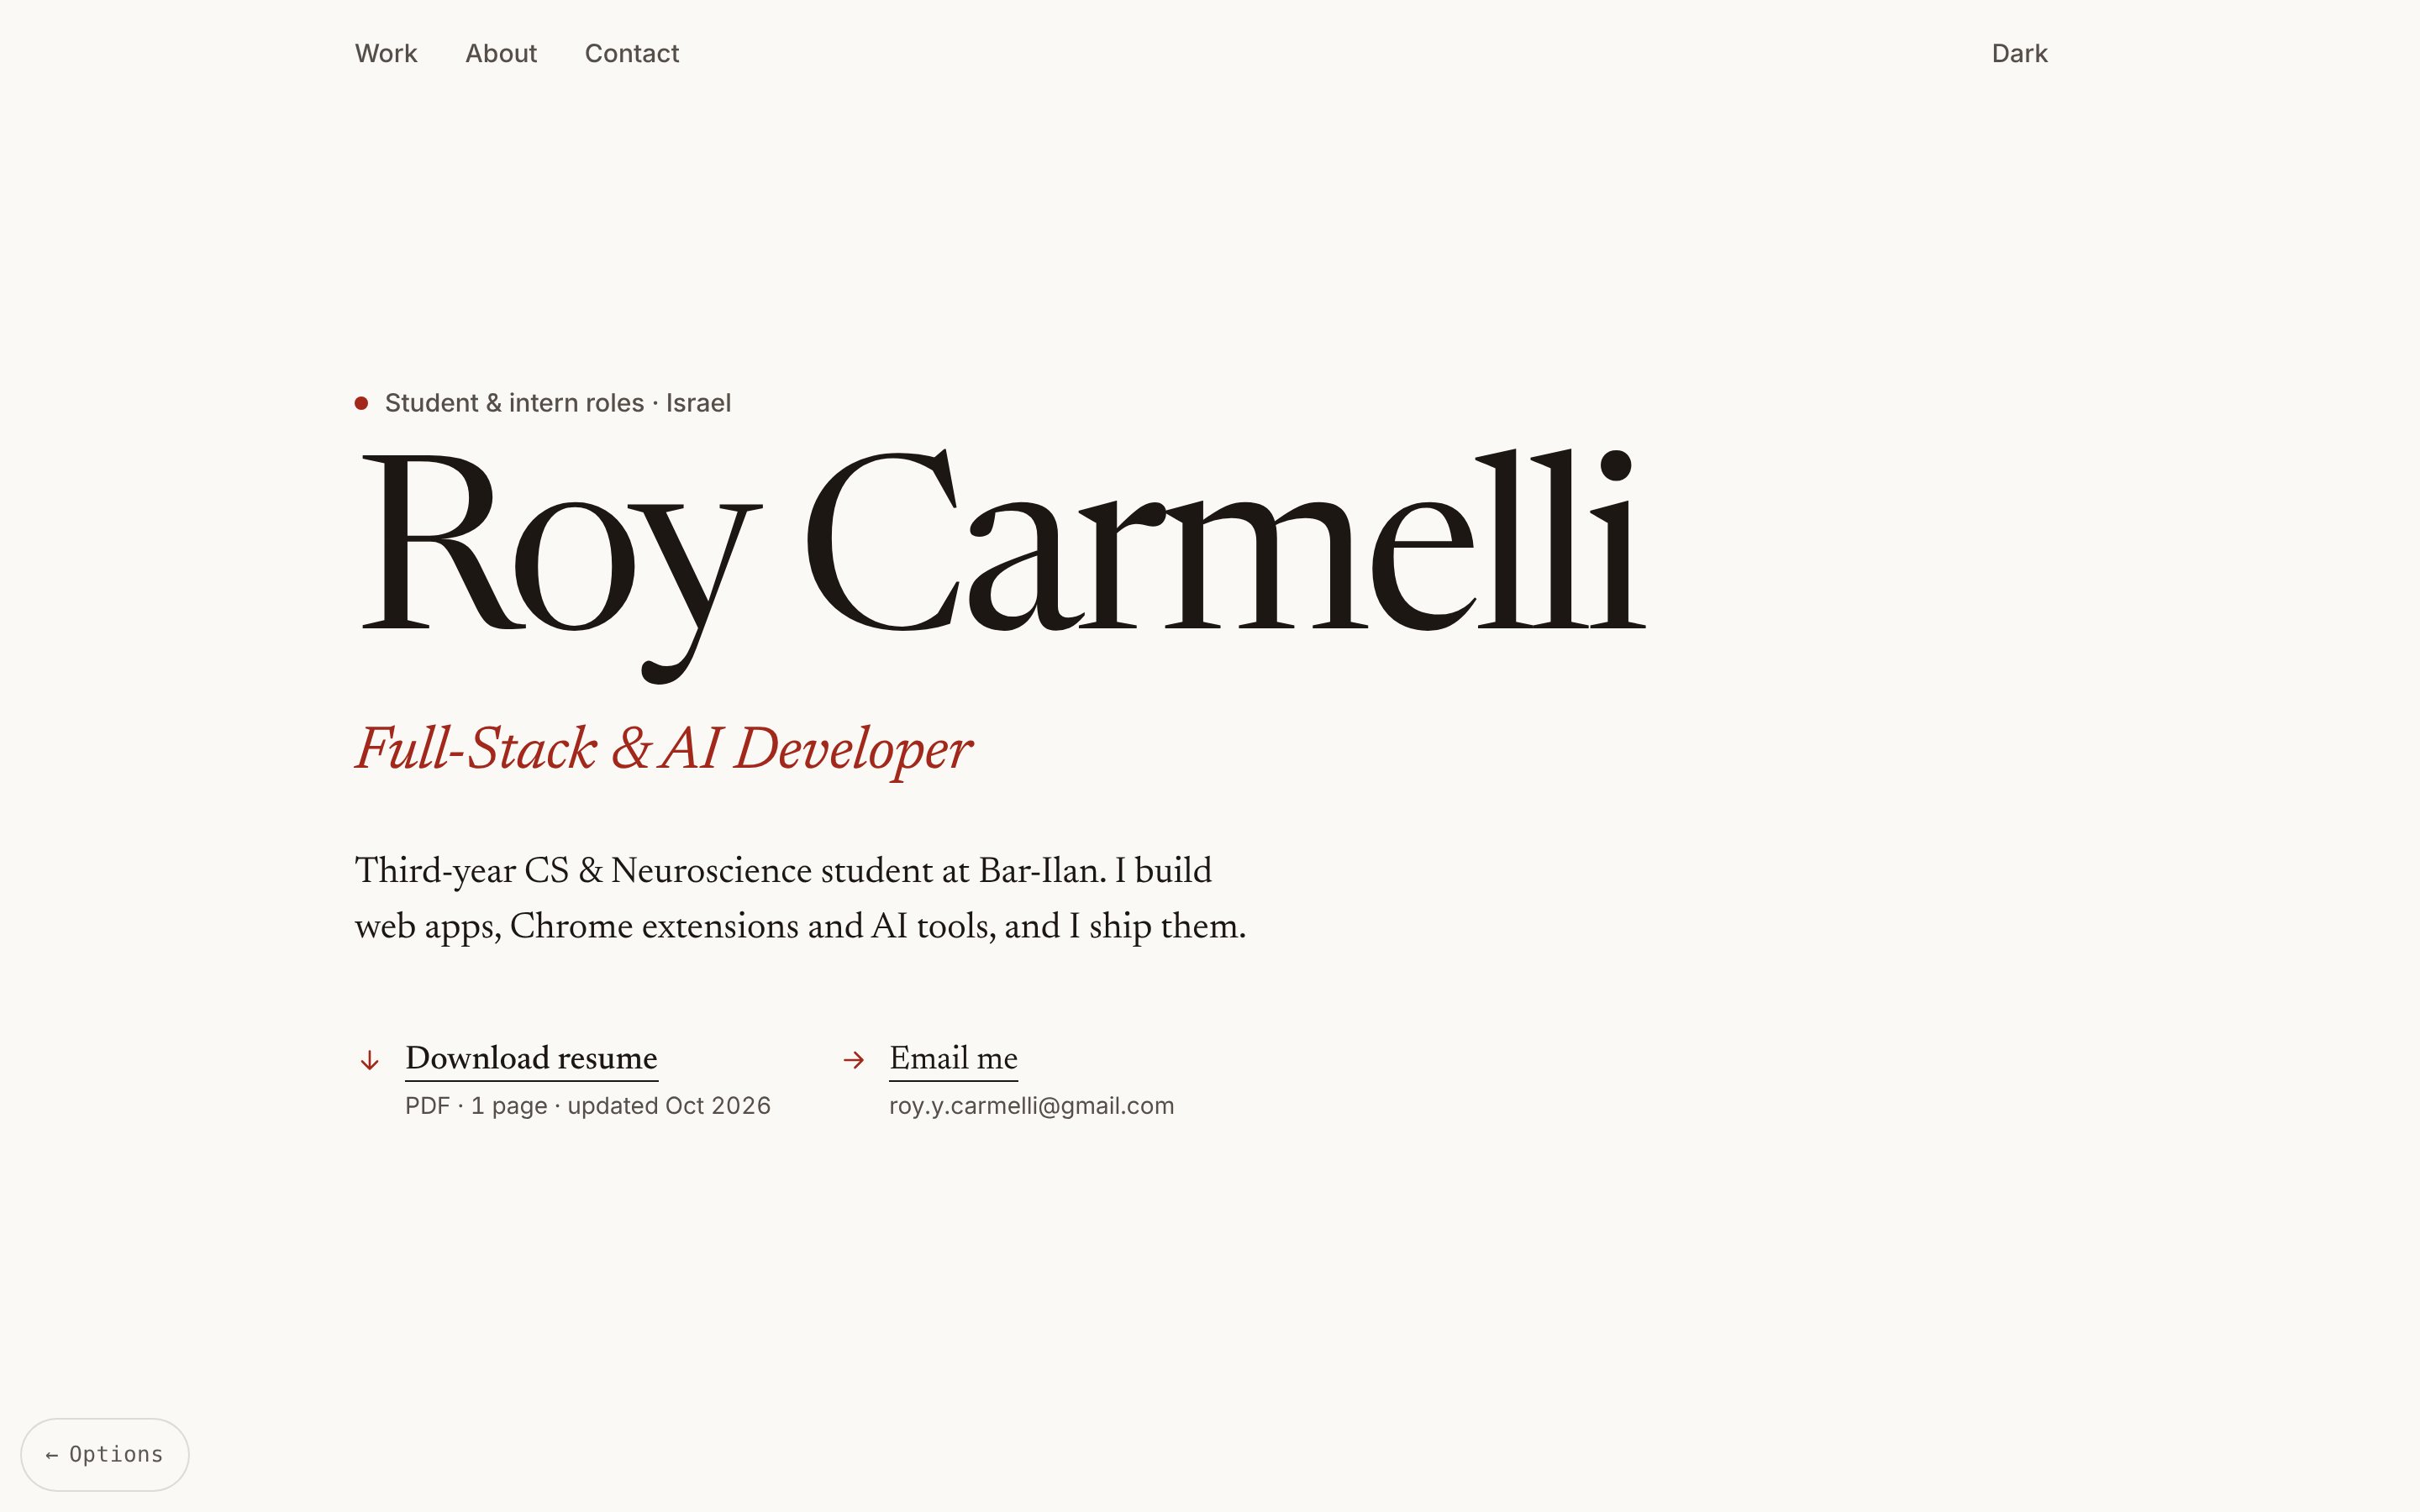 Work About Contact Dark
Student & intern roles · Israel
Roy Carmelli
Full-Stack & AI Developer
Third-year CS & Neuroscience student at Bar-Ilan. I build
web apps, Chrome extensions and AI tools, and I ship them.
↓ Download resume → Email me
PDF · 1 page · updated Oct 2026 roy.y.carmelli@gmail.com
← Options